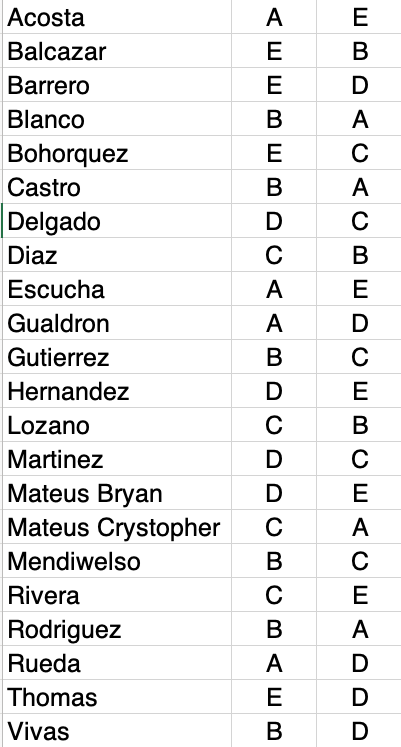 Acosta A E
Balcazar E B
Barrero E D
Blanco B A
Bohorquez E C
Castro B A
Delgado D C
Diaz C B
Escucha A E
Gualdron A D
Gutierrez B C
Hernandez D E
Lozano C B
Martinez D C
Mateus Bryan D E
Mateus Crystopher C A
Mendiwelso B C
Rivera C E
Rodriguez B A
Rueda A D
Thomas E D
Vivas B D